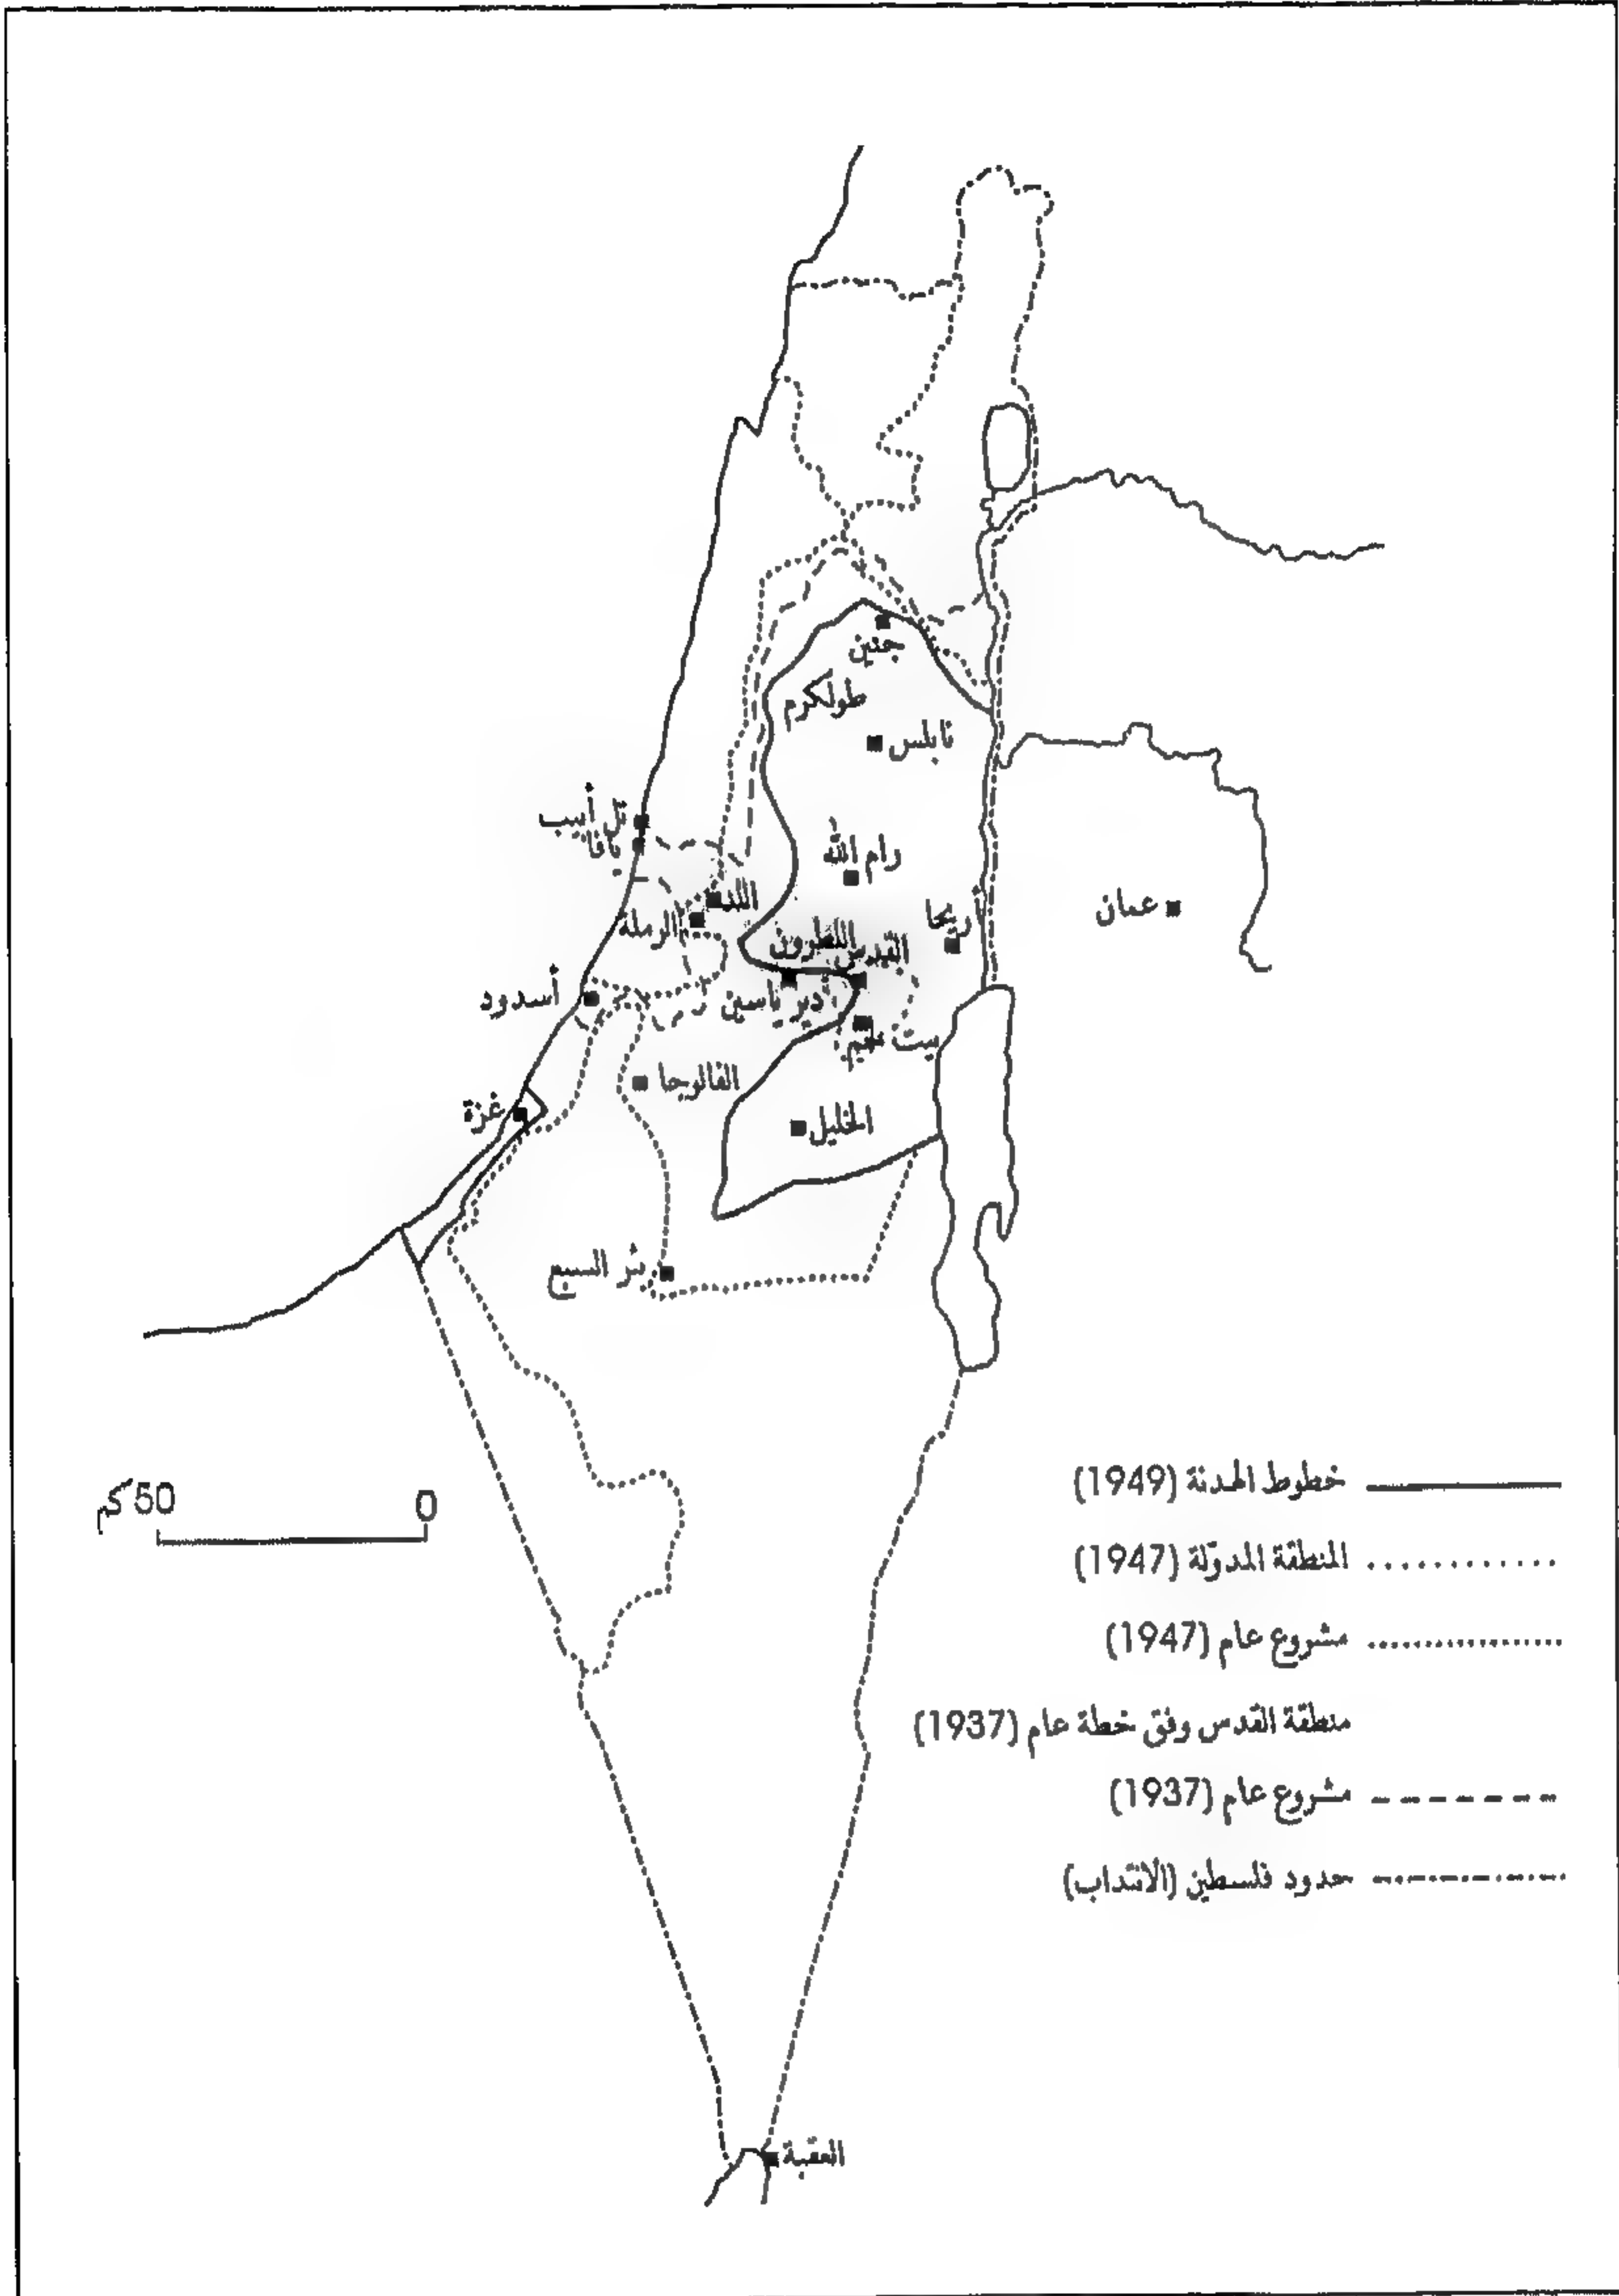 جنين
طولكرم
نابلس
تل أبيب
يافا
رام الله
اللد
الرملة
أريحا
عمان
اللطرون
القدس
أسدود
دير ياسين
بيت لحم
الفالوجا
غزة
الخليل
بئر السبع
خطوط الهدنة (1949)
50 كم
0
المنطقة المدوّلة (1947)
مشروع عام (1947)
منطقة القدس وفق خطة عام (1937)
مشروع عام (1937)
حدود فلسطين (الانتداب)
العقبة